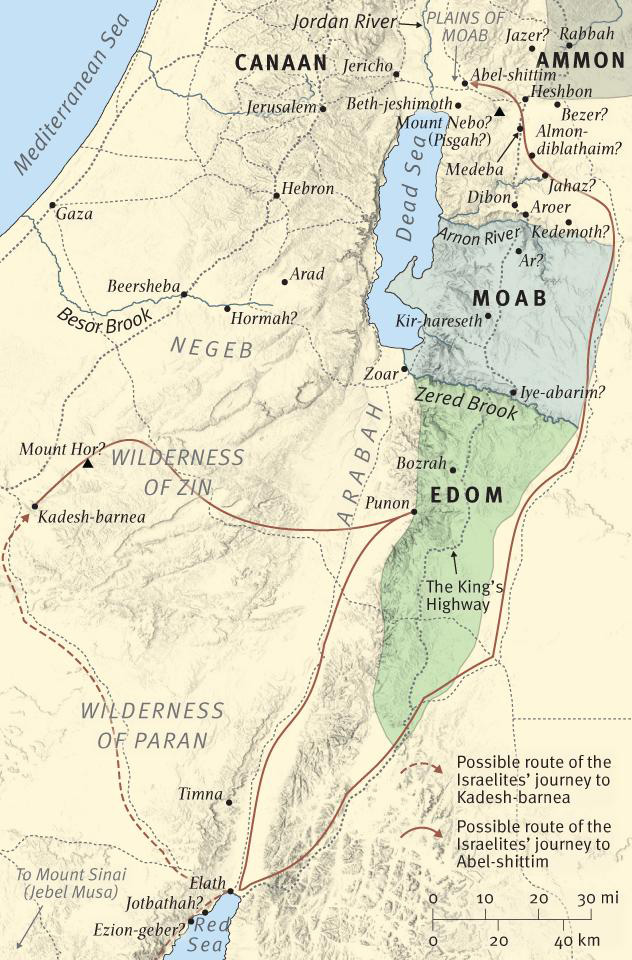 Jordan River
PLAINS OF
MOAB
Jazer?
Rabbah
CANAAN
AMMON
Jericho
Abel-shittim
Mediterranean Sea
Heshbon
Jerusalem
Beth-jeshimoth
Bezer?
Mount Nebo?
(Pisgah?)
Almon-
diblathaim?
Medeba
Hebron
Jahaz?
Dead Sea
Dibon
Aroer
Gaza
Kedemoth?
Arnon River
Ar?
Arad
Beersheba
MOAB
Besor Brook
Hormah?
Kir-hareseth
NEGEB
Zoar
Iye-abarim?
Zered Brook
ARABAH
Mount Hor?
WILDERNESS
OF ZIN
Bozrah
EDOM
Punon
Kadesh-barnea
The King's
Highway
WILDERNESS
OF PARAN
Possible route of the
Israelites' journey to
Kadesh-barnea
Timna
Possible route of the
Israelites' journey to
Abel-shittim
To Mount Sinai
(Jebel Musa)
Elath
Jotbathah?
Ezion-geber?
Red
Sea
0 10 20 30 mi
0 20 40 km